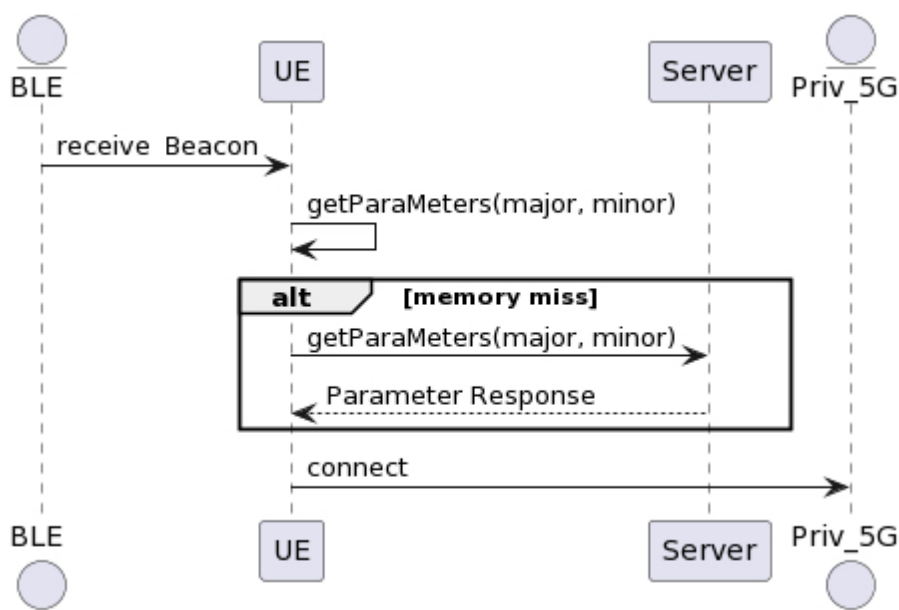 BLE
UE
Server
Priv_5G
receive  Beacon
getParaMeters(major, minor)
alt
[memory miss]
getParaMeters(major, minor)
Parameter Response
connect
BLE
UE
Server
Priv_5G